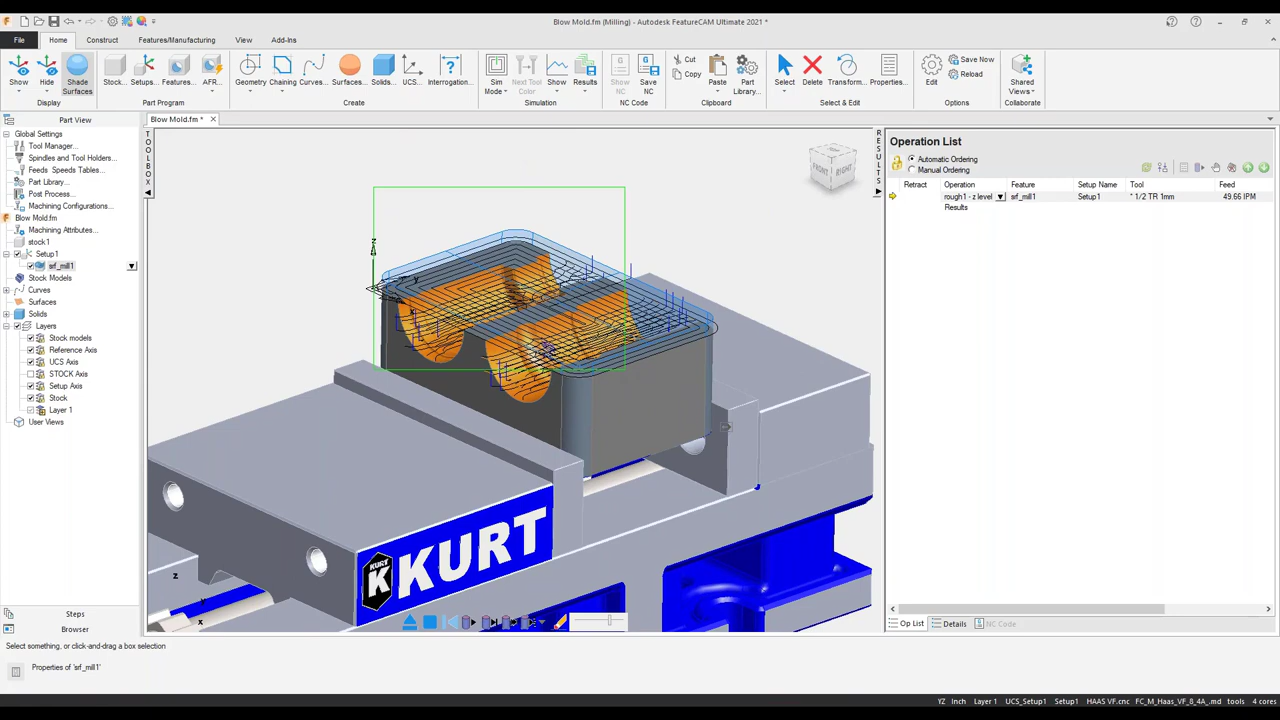 Blow Mold.fm (Milling) - Autodesk FeatureCAM Ultimate 2021 *
File Home Construct Features/Manufacturing View Add-Ins
Show Hide Shade Surfaces
Display
Stock... Setups... Features... AFR...
Part Program
Geometry Chaining Curves... Surfaces... Solids... UCS... Interrogation...
Create
Sim Mode Next Tool Color Show Results
Simulation
No NC Save NC
NC Code
Cut
Copy
Paste Part Library...
Clipboard
Select Delete Transform... Properties...
Select & Edit
Edit Save Now
Reload
Options
Shared Views
Collaborate
Part View
Blow Mold.fm *
Global Settings
Tool Manager...
Spindles and Tool Holders...
Feeds Speeds Tables...
Part Library...
Post Process...
Machining Configurations...
Blow Mold.fm
Machining Attributes...
stock1
Setup1
srf_mill1
Stock Models
Curves
Surfaces
Solids
Layers
Stock models
Reference Axis
UCS Axis
STOCK Axis
Setup Axis
Stock
Layer 1
User Views
Steps
Browser
TOOLBOX
RESULTS
FRONT RIGHT
z
y
KURT
K
KURT
z
y
x
Operation List
Automatic Ordering
Manual Ordering
Retract Operation Feature Setup Name Tool Feed
rough1 - z level srf_mill1 Setup1 * 1/2 TR 1mm 49.66 IPM
Results
Op List Details NC Code
Select something, or click-and-drag a box selection
Properties of 'srf_mill1'
YZ Inch Layer 1 UCS_Setup1 Setup1 HAAS VF.cnc FC_M_Haas_VF_8_4A_.md tools 4 cores